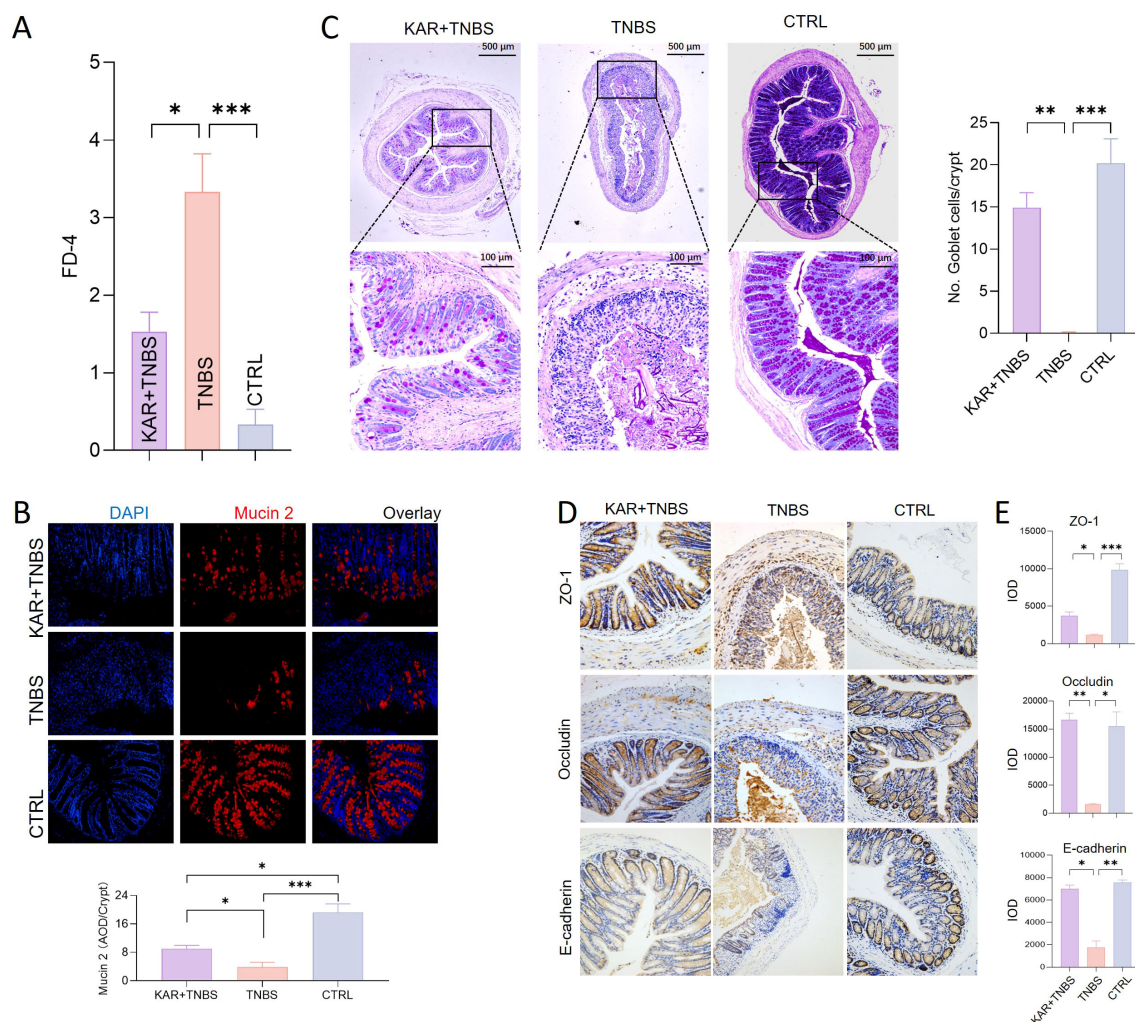 A
FD-4
5
4
3
2
1
0
*
***
KAR+TNBS
TNBS
CTRL
C
KAR+TNBS
TNBS
CTRL
500 μm
500 μm
500 μm
100 μm
100 μm
100 μm
No. Goblet cells/crypt
25
20
15
10
5
0
**
***
KAR+TNBS
TNBS
CTRL
B
DAPI
Mucin 2
Overlay
KAR+TNBS
TNBS
CTRL
Mucin 2 (AOD/Crypt)
24
16
8
0
*
***
*
KAR+TNBS
TNBS
CTRL
D
KAR+TNBS
TNBS
CTRL
ZO-1
Occludin
E-cadherin
E
ZO-1
IOD
15000
10000
5000
0
*
***
Occludin
IOD
20000
15000
10000
5000
0
**
*
E-cadherin
IOD
8000
6000
4000
2000
0
*
**
KAR+TNBS
TNBS
CTRL